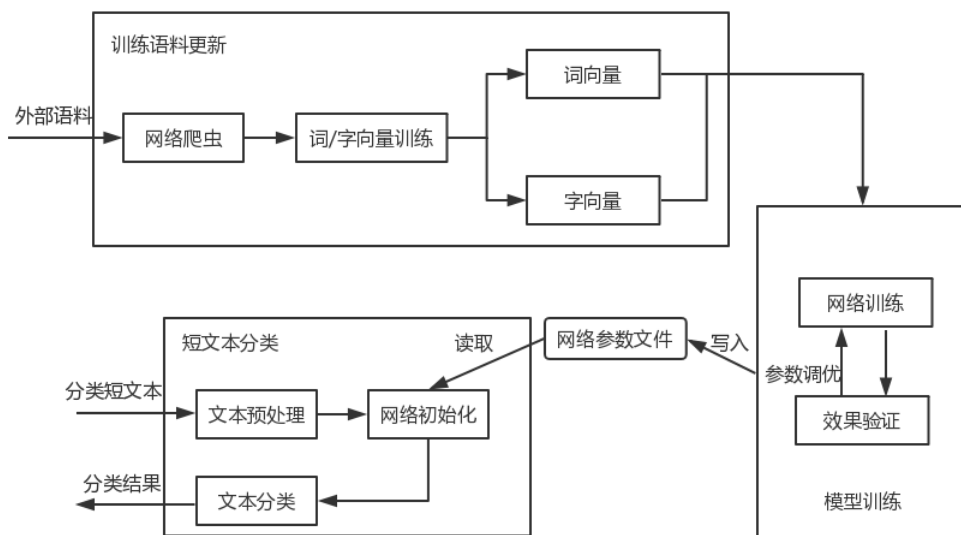 训练语料更新
外部语料
网络爬虫
词/字向量训练
词向量
字向量
网络训练
参数调优
效果验证
模型训练
写入
网络参数文件
读取
短文本分类
分类短文本
文本预处理
网络初始化
分类结果
文本分类